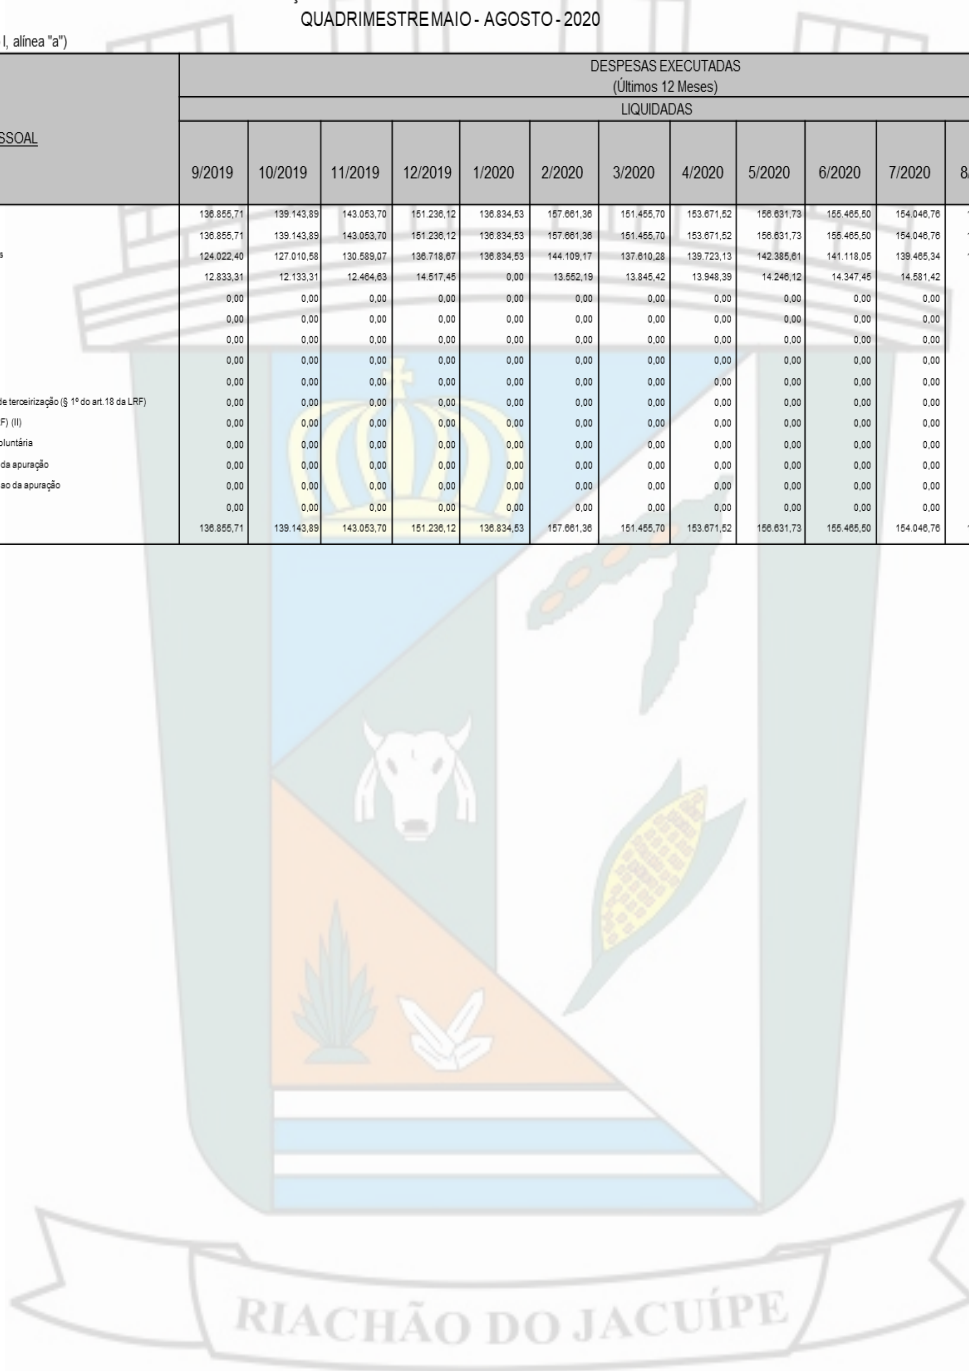 QUADRIMESTRE MAIO - AGOSTO - 2020
I, alínea "a")
DESPESAS EXECUTADAS
(Últimos 12 Meses)
LIQUIDADAS
SSOAL
9/2019 10/2019 11/2019 12/2019 1/2020 2/2020 3/2020 4/2020 5/2020 6/2020 7/2020 8/
136.855,71 139.143,89 143.053,70 151.236,12 136.834,53 157.661,36 151.455,70 153.671,52 156.631,73 155.465,50 154.046,76 1
136.855,71 139.143,89 143.053,70 151.236,12 136.834,53 157.661,36 151.455,70 153.671,52 156.631,73 155.465,50 154.046,76 1
s 124.022,40 127.010,58 130.589,07 136.718,67 136.834,53 144.109,17 137.610,28 139.723,13 142.385,61 141.118,05 139.465,34 1
12.833,31 12.133,31 12.464,63 14.517,45 0,00 13.552,19 13.845,42 13.948,39 14.246,12 14.347,45 14.581,42
0,00 0,00 0,00 0,00 0,00 0,00 0,00 0,00 0,00 0,00 0,00
0,00 0,00 0,00 0,00 0,00 0,00 0,00 0,00 0,00 0,00 0,00
0,00 0,00 0,00 0,00 0,00 0,00 0,00 0,00 0,00 0,00 0,00
0,00 0,00 0,00 0,00 0,00 0,00 0,00 0,00 0,00 0,00 0,00
0,00 0,00 0,00 0,00 0,00 0,00 0,00 0,00 0,00 0,00 0,00
de terceirização (§ 1º do art.18 da LRF) 0,00 0,00 0,00 0,00 0,00 0,00 0,00 0,00 0,00 0,00 0,00
F) (II) 0,00 0,00 0,00 0,00 0,00 0,00 0,00 0,00 0,00 0,00 0,00
oluntária 0,00 0,00 0,00 0,00 0,00 0,00 0,00 0,00 0,00 0,00 0,00
da apuração 0,00 0,00 0,00 0,00 0,00 0,00 0,00 0,00 0,00 0,00 0,00
ao da apuração 0,00 0,00 0,00 0,00 0,00 0,00 0,00 0,00 0,00 0,00 0,00
0,00 0,00 0,00 0,00 0,00 0,00 0,00 0,00 0,00 0,00 0,00
136.855,71 139.143,89 143.053,70 151.236,12 136.834,53 157.661,36 151.455,70 153.671,52 156.631,73 155.465,50 154.046,76 1
RIACHÃO DO JACUÍPE